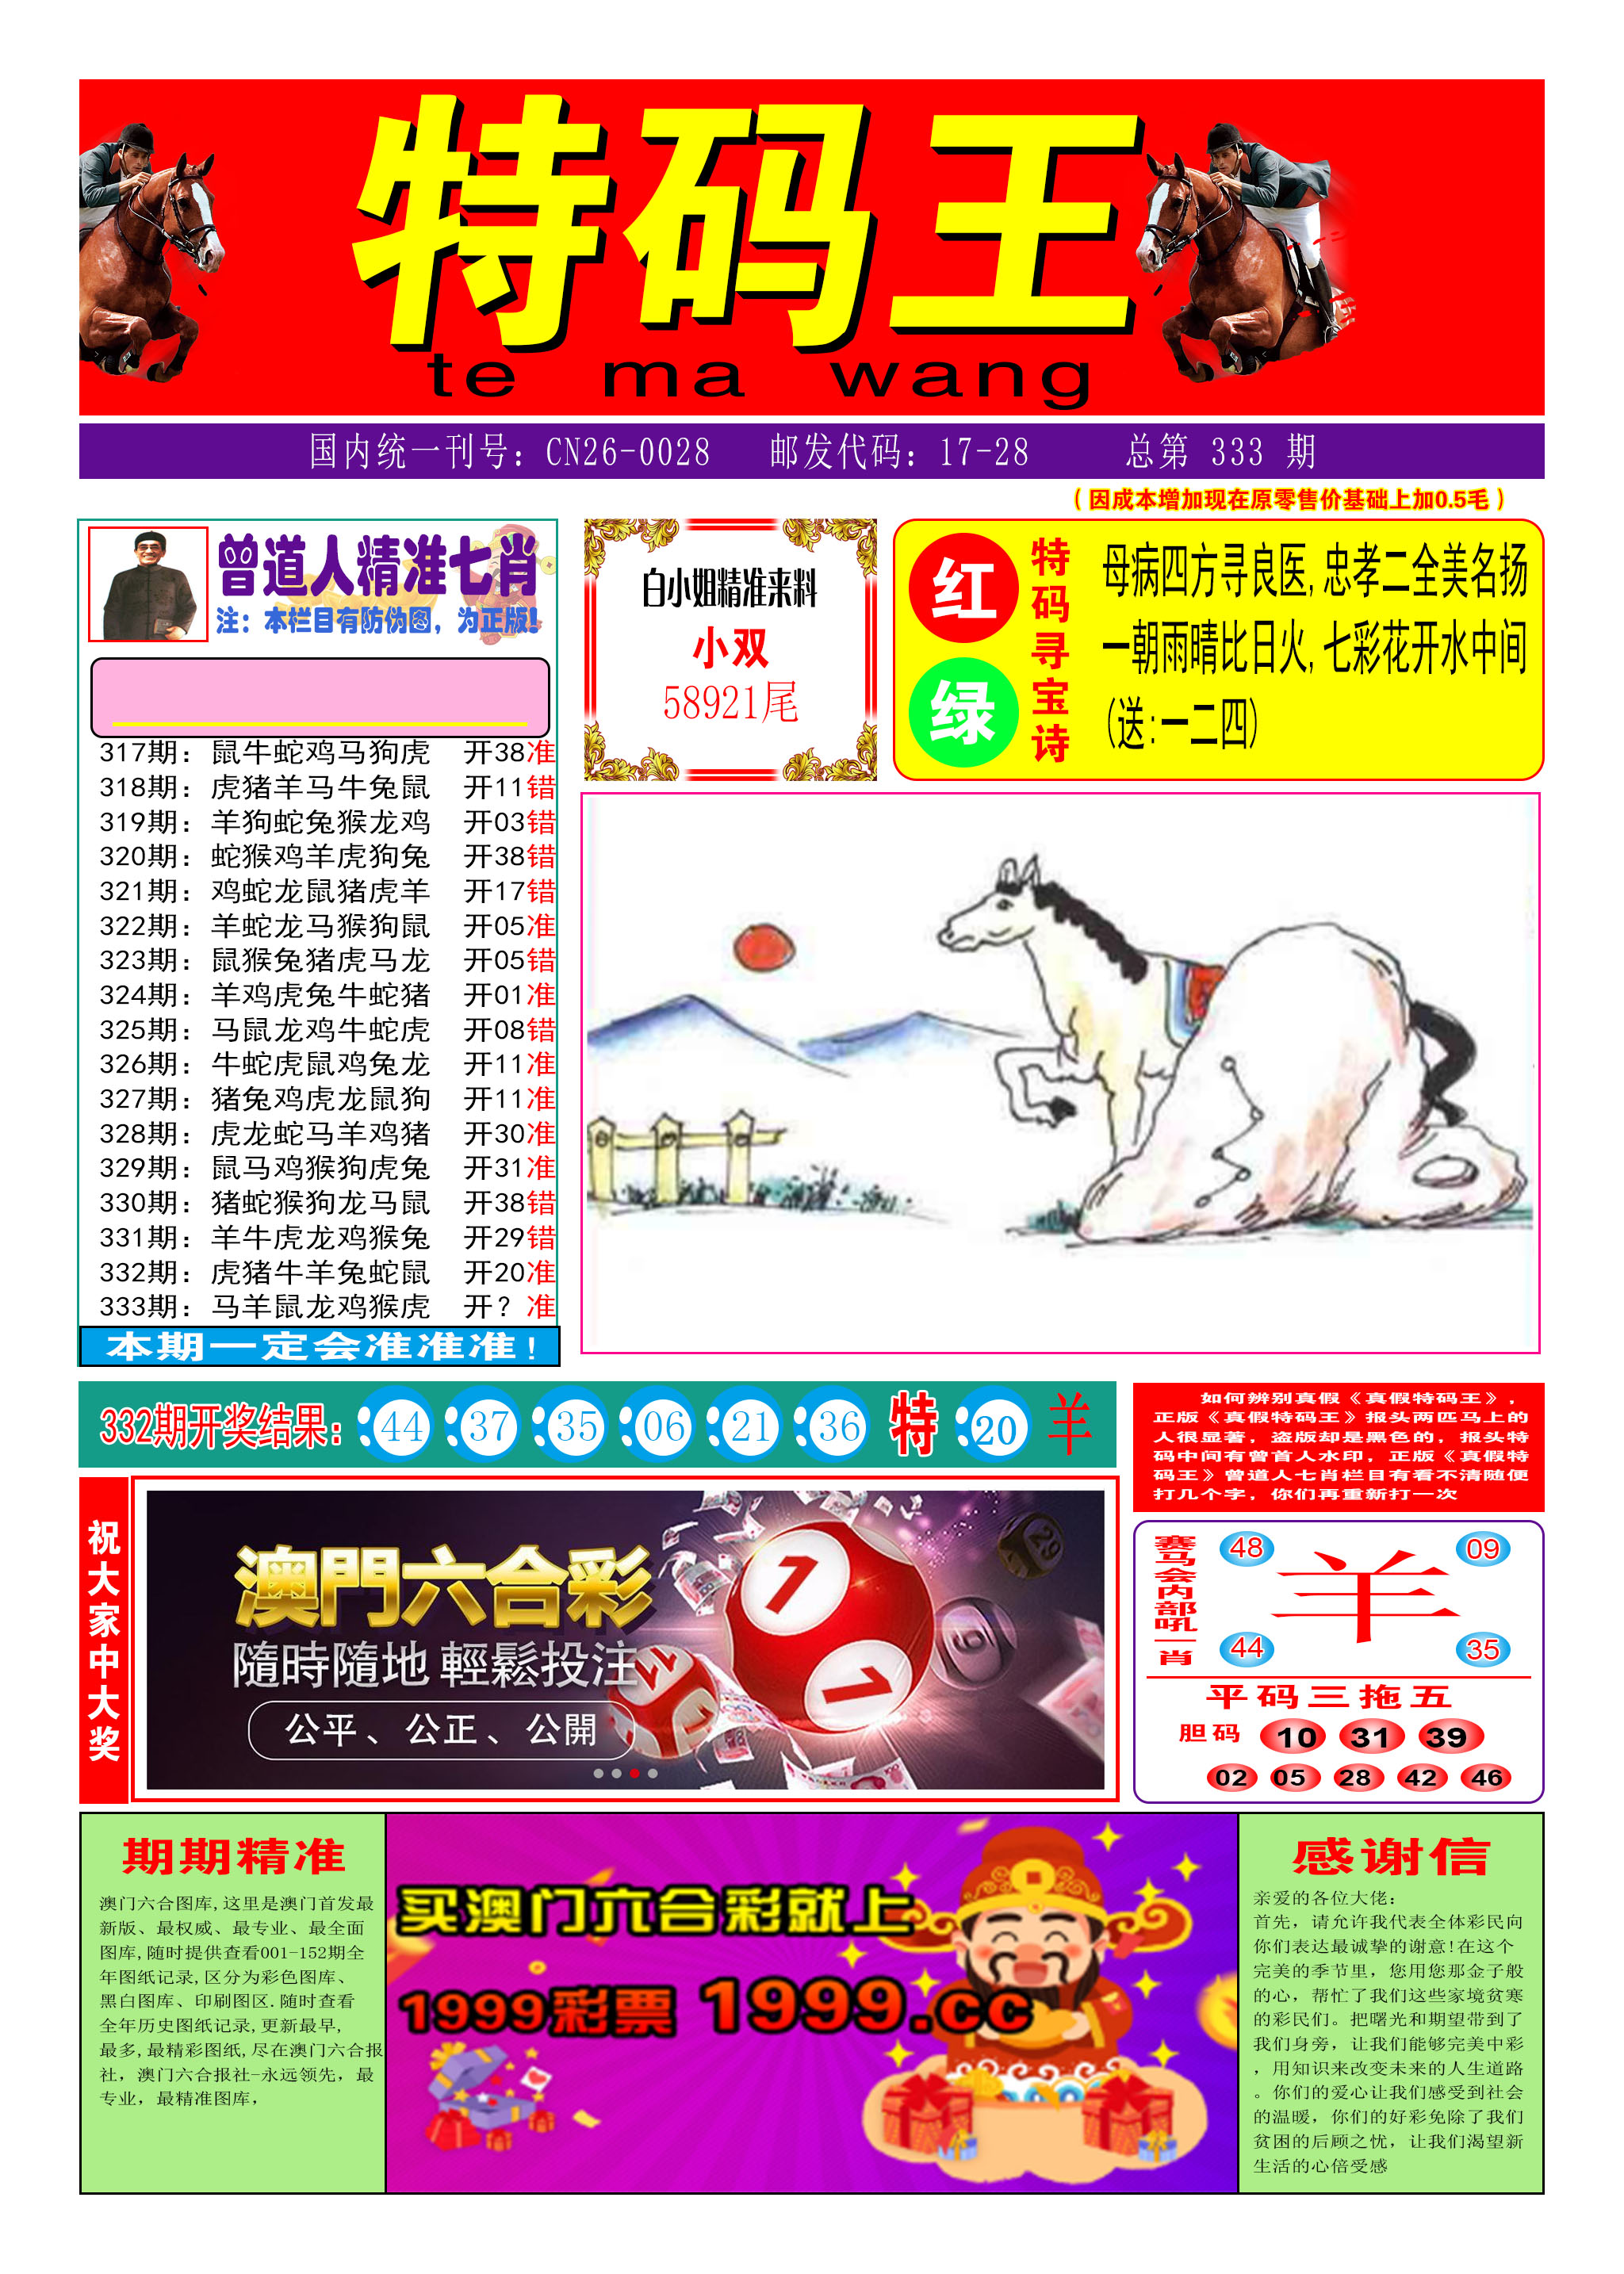 特码王
te ma wang
国内统一刊号：CN26-0028 邮发代码：17-28 总第 333 期
（因成本增加现在原零售价基础上加0.5毛）
曾道人精准七肖
注：本栏目有防伪图，为正版！
317期：鼠牛蛇鸡马狗虎 开38准
318期：虎猪羊马牛兔鼠 开11错
319期：羊狗蛇兔猴龙鸡 开03错
320期：蛇猴鸡羊虎狗兔 开38错
321期：鸡蛇龙鼠猪虎羊 开17错
322期：羊蛇龙马猴狗鼠 开05准
323期：鼠猴兔猪虎马龙 开05错
324期：羊鸡虎兔牛蛇猪 开01准
325期：马鼠龙鸡牛蛇虎 开08错
326期：牛蛇虎鼠鸡兔龙 开11准
327期：猪兔鸡虎龙鼠狗 开11准
328期：虎龙蛇马羊鸡猪 开30准
329期：鼠马鸡猴狗虎兔 开31准
330期：猪蛇猴狗龙马鼠 开38错
331期：羊牛虎龙鸡猴兔 开29错
332期：虎猪牛羊兔蛇鼠 开20准
333期：马羊鼠龙鸡猴虎 开？准
本期一定会准准准！
白小姐精准来料
小双
58921尾
红
绿
特码寻宝诗
母病四方寻良医,忠孝二全美名扬
一朝雨晴比日火,七彩花开水中间
(送:一二四)
332期开奖结果： 44 37 35 06 21 36 特 20 羊
如何辨别真假《真假特码王》，
正版《真假特码王》报头两匹马上的
人很显著，盗版却是黑色的，报头特
码中间有曾首人水印，正版《真假特
码王》曾道人七肖栏目有看不清随便
打几个字，你们再重新打一次
祝大家中大奖
澳門六合彩
隨時隨地 輕鬆投注
公平、公正、公開
1
1
9
29
赛马会内部吼一肖
48 09
羊
44 35
平码三拖五
胆码 10 31 39
02 05 28 42 46
期期精准
澳门六合图库,这里是澳门首发最
新版、最权威、最专业、最全面
图库,随时提供查看001-152期全
年图纸记录,区分为彩色图库、
黑白图库、印刷图区.随时查看
全年历史图纸记录,更新最早,
最多,最精彩图纸,尽在澳门六合报
社，澳门六合报社-永远领先，最
专业，最精准图库，
买澳门六合彩就上
1999彩票 1999.cc
感谢信
亲爱的各位大佬：
首先，请允许我代表全体彩民向
你们表达最诚挚的谢意!在这个
完美的季节里，您用您那金子般
的心，帮忙了我们这些家境贫寒
的彩民们。把曙光和期望带到了
我们身旁，让我们能够完美中彩
，用知识来改变未来的人生道路
。你们的爱心让我们感受到社会
的温暖，你们的好彩免除了我们
贫困的后顾之忧，让我们渴望新
生活的心倍受感